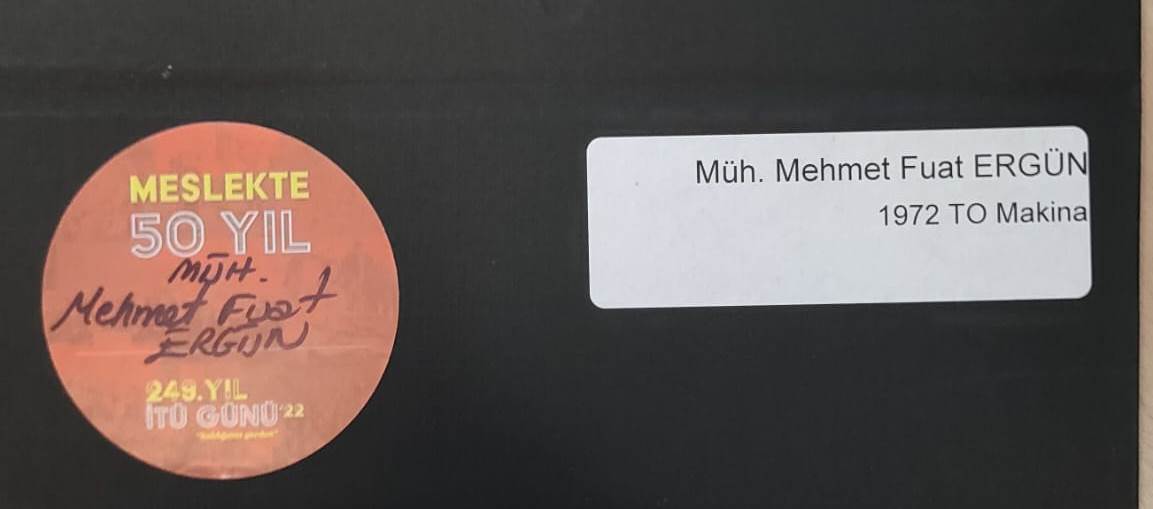 MESLEKTE
50 YIL
MÜH.
Mehmet Fuat
ERGÜN
249.YIL
İTÜ GÜNÜ'22
Müh. Mehmet Fuat ERGÜN
1972 TO Makina